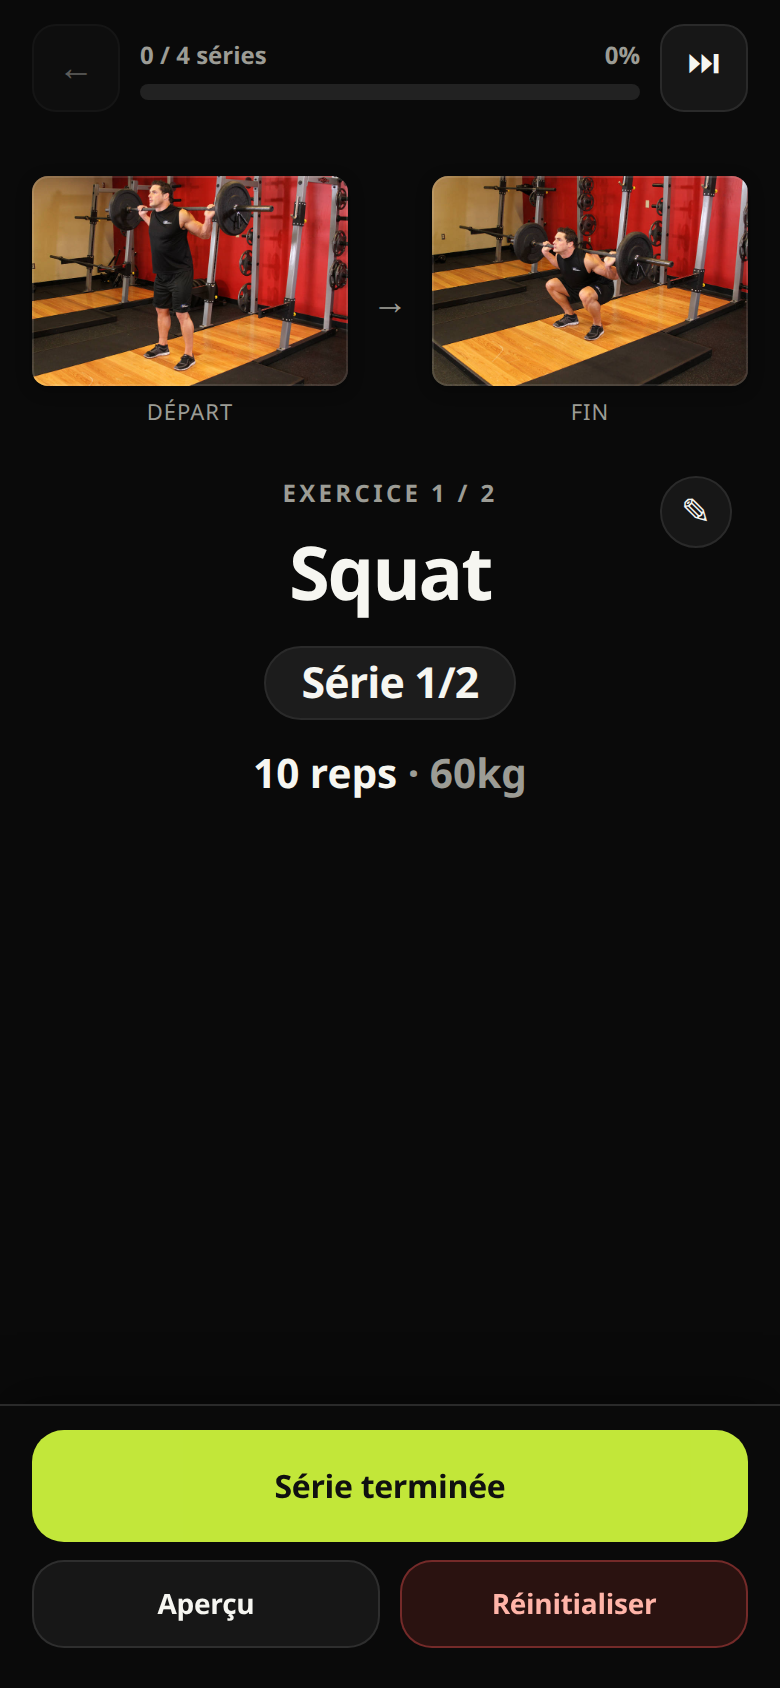 0 / 4 séries 0%
DÉPART → FIN
EXERCICE 1 / 2
Squat
Série 1/2
10 reps · 60kg
Série terminée
Aperçu Réinitialiser